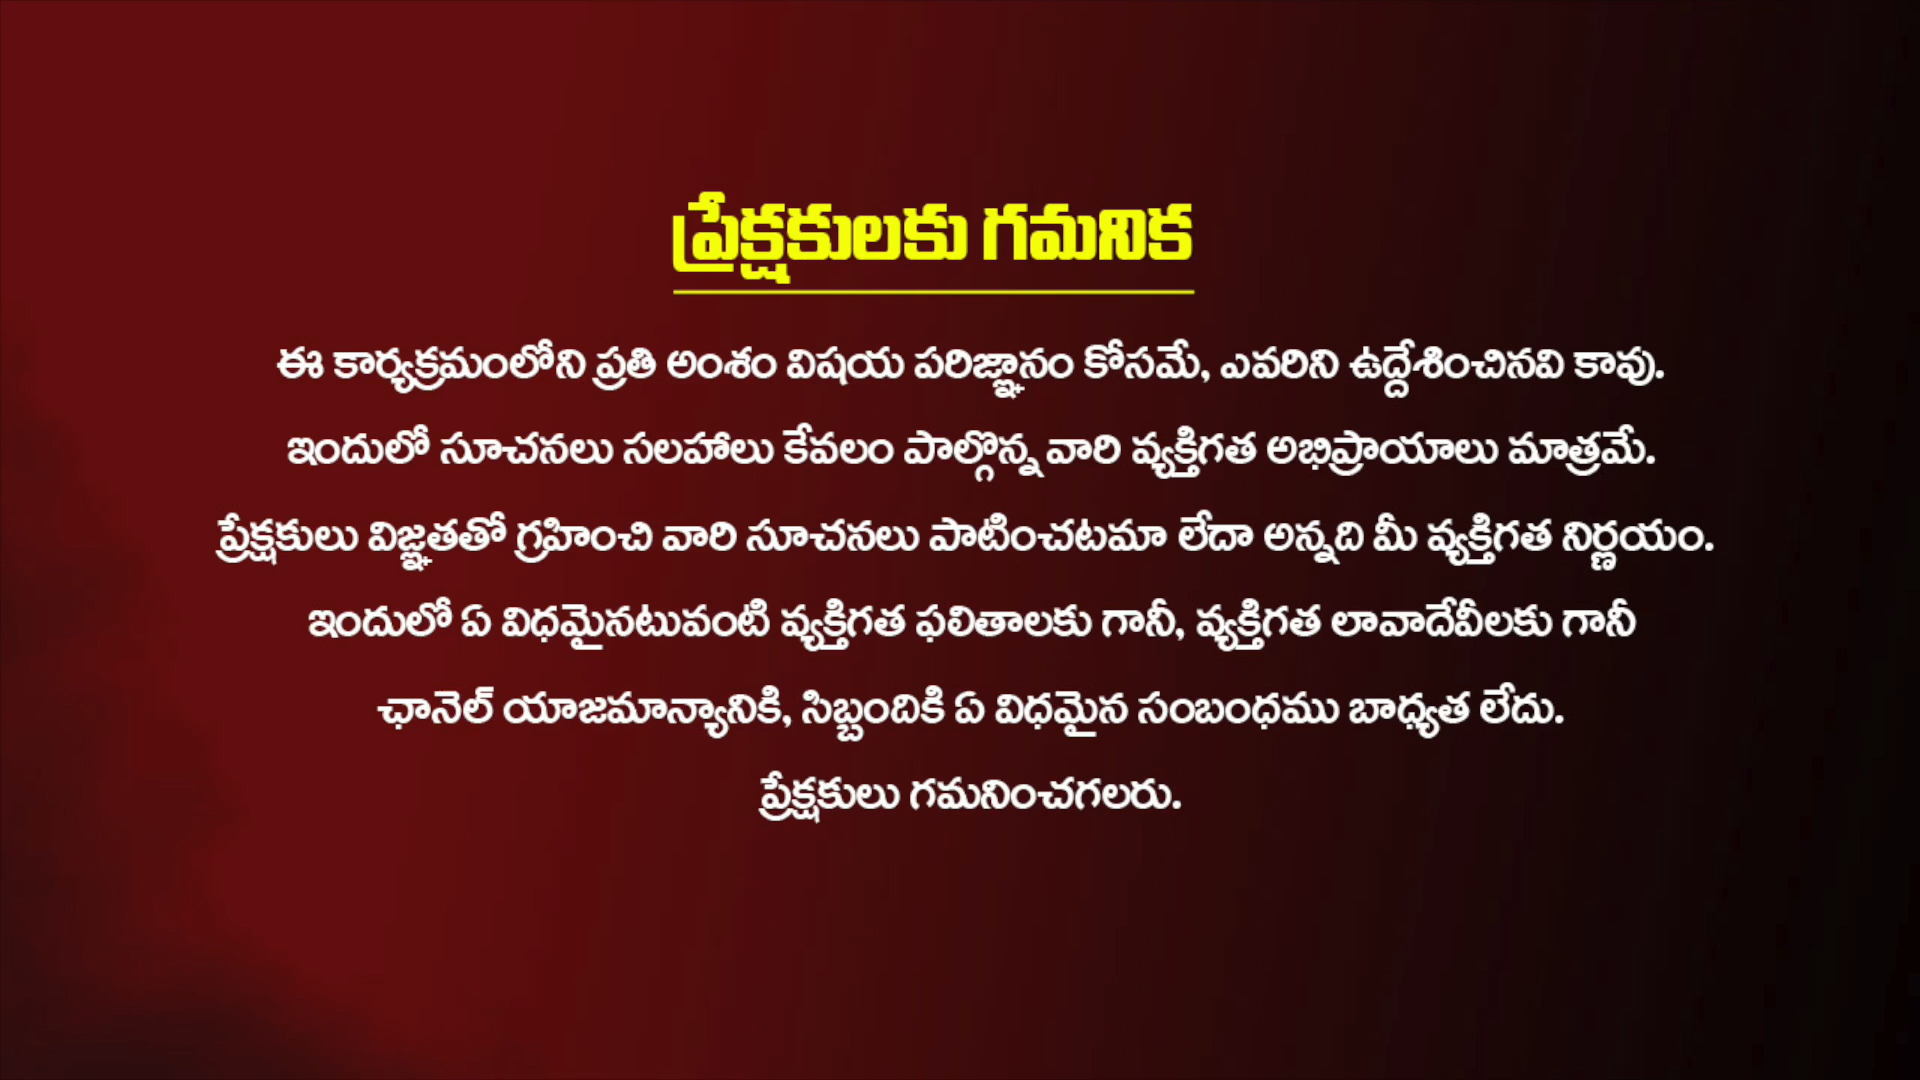 ప్రేక్షకులకు గమనిక
ఈ కార్యక్రమంలోని ప్రతి అంశం విషయ పరిజ్ఞానం కోసమే, ఎవరిని ఉద్దేశించినవి కావు.
ఇందులో సూచనలు సలహాలు కేవలం పాల్గొన్న వారి వ్యక్తిగత అభిప్రాయాలు మాత్రమే.
ప్రేక్షకులు విజ్ఞతతో గ్రహించి వారి సూచనలు పాటించటమా లేదా అన్నది మీ వ్యక్తిగత నిర్ణయం.
ఇందులో ఏ విధమైనటువంటి వ్యక్తిగత ఫలితాలకు గానీ, వ్యక్తిగత లావాదేవీలకు గానీ
ఛానెల్ యాజమాన్యానికి, సిబ్బందికి ఏ విధమైన సంబంధము బాధ్యత లేదు.
ప్రేక్షకులు గమనించగలరు.